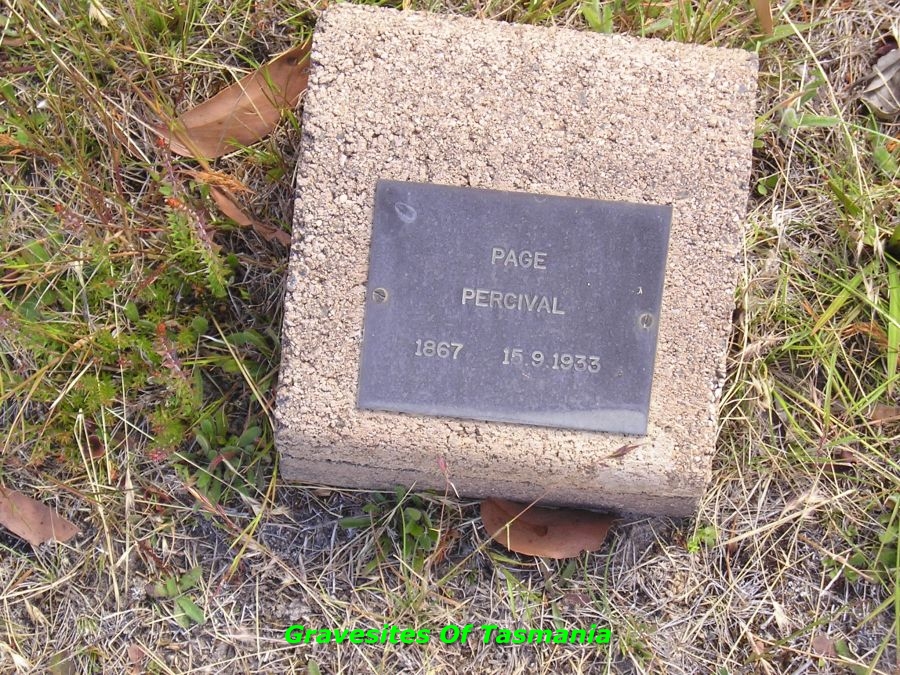 PAGE
PERCIVAL
1867 15.9.1933
Gravesites Of Tasmania